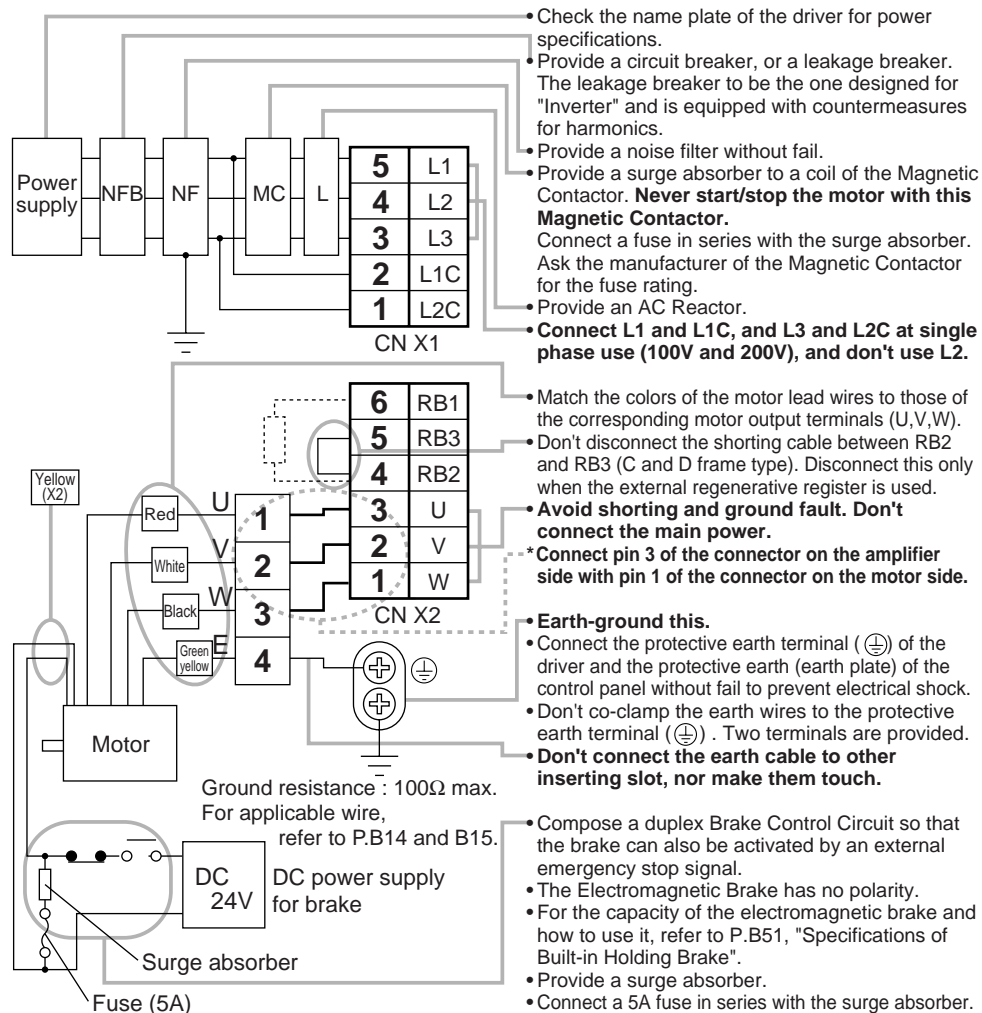 • Check the name plate of the driver for power
specifications.
• Provide a circuit breaker, or a leakage breaker.
The leakage breaker to be the one designed for
"Inverter" and is equipped with countermeasures
for harmonics.
• Provide a noise filter without fail.
• Provide a surge absorber to a coil of the Magnetic
Contactor. Never start/stop the motor with this
Magnetic Contactor.
Connect a fuse in series with the surge absorber.
Ask the manufacturer of the Magnetic Contactor
for the fuse rating.
• Provide an AC Reactor.
• Connect L1 and L1C, and L3 and L2C at single
phase use (100V and 200V), and don't use L2.
Power
supply
NFB
NF
MC
L
5 L1
4 L2
3 L3
2 L1C
1 L2C
CN X1
• Match the colors of the motor lead wires to those of
the corresponding motor output terminals (U,V,W).
• Don't disconnect the shorting cable between RB2
and RB3 (C and D frame type). Disconnect this only
when the external regenerative register is used.
• Avoid shorting and ground fault. Don't
connect the main power.
* Connect pin 3 of the connector on the amplifier
side with pin 1 of the connector on the motor side.
6 RB1
5 RB3
4 RB2
3 U
2 V
1 W
CN X2
Yellow
(X2)
Red
U
1
White
V
2
Black
W
3
Green
yellow
E
4
Motor
• Earth-ground this.
• Connect the protective earth terminal (⏚) of the
driver and the protective earth (earth plate) of the
control panel without fail to prevent electrical shock.
• Don't co-clamp the earth wires to the protective
earth terminal (⏚) . Two terminals are provided.
• Don't connect the earth cable to other
inserting slot, nor make them touch.
Ground resistance : 100Ω max.
For applicable wire,
refer to P.B14 and B15.
DC
24V
DC power supply
for brake
Surge absorber
Fuse (5A)
• Compose a duplex Brake Control Circuit so that
the brake can also be activated by an external
emergency stop signal.
• The Electromagnetic Brake has no polarity.
• For the capacity of the electromagnetic brake and
how to use it, refer to P.B51, "Specifications of
Built-in Holding Brake".
• Provide a surge absorber.
• Connect a 5A fuse in series with the surge absorber.